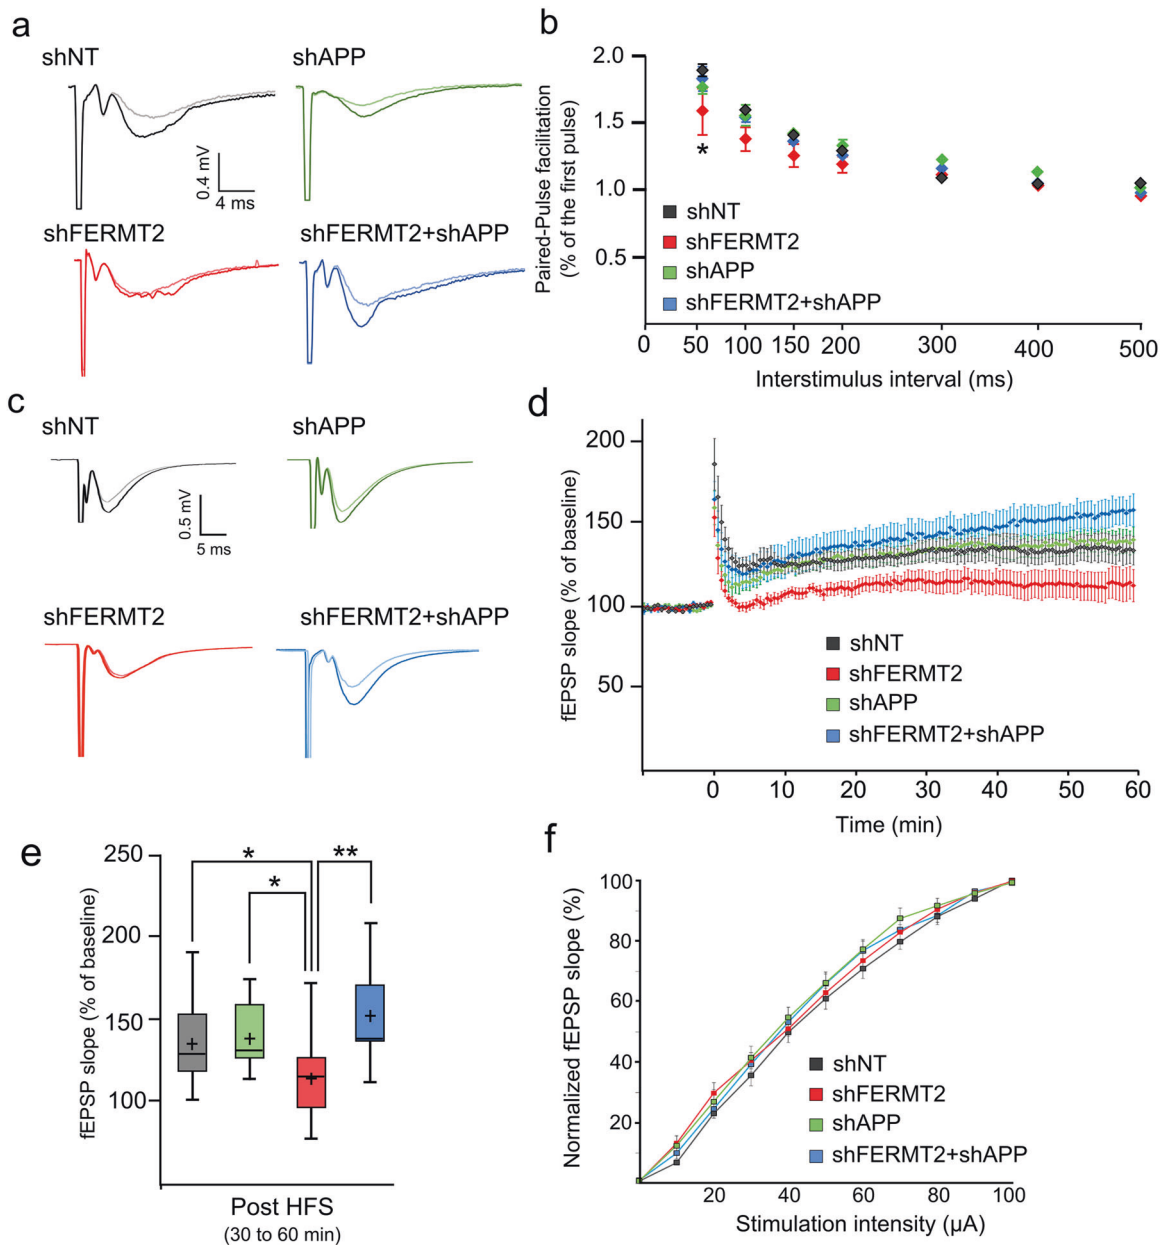 a
shNT
shAPP
0.4 mV
4 ms
shFERMT2
shFERMT2+shAPP
b
Paired-Pulse facilitation
(% of the first pulse)
2.0
1.5
1.0
0.5
*
shNT
shFERMT2
shAPP
shFERMT2+shAPP
0 50 100 150 200 300 400 500
Interstimulus interval (ms)
c
shNT
shAPP
0.5 mV
5 ms
shFERMT2
shFERMT2+shAPP
d
fEPSP slope (% of baseline)
200
150
100
50
shNT
shFERMT2
shAPP
shFERMT2+shAPP
0 10 20 30 40 50 60
Time (min)
e
fEPSP slope (% of baseline)
250
200
150
100
* **
*
Post HFS
(30 to 60 min)
f
Normalized fEPSP slope (%)
100
80
60
40
20
shNT
shFERMT2
shAPP
shFERMT2+shAPP
20 40 60 80 100
Stimulation intensity (µA)